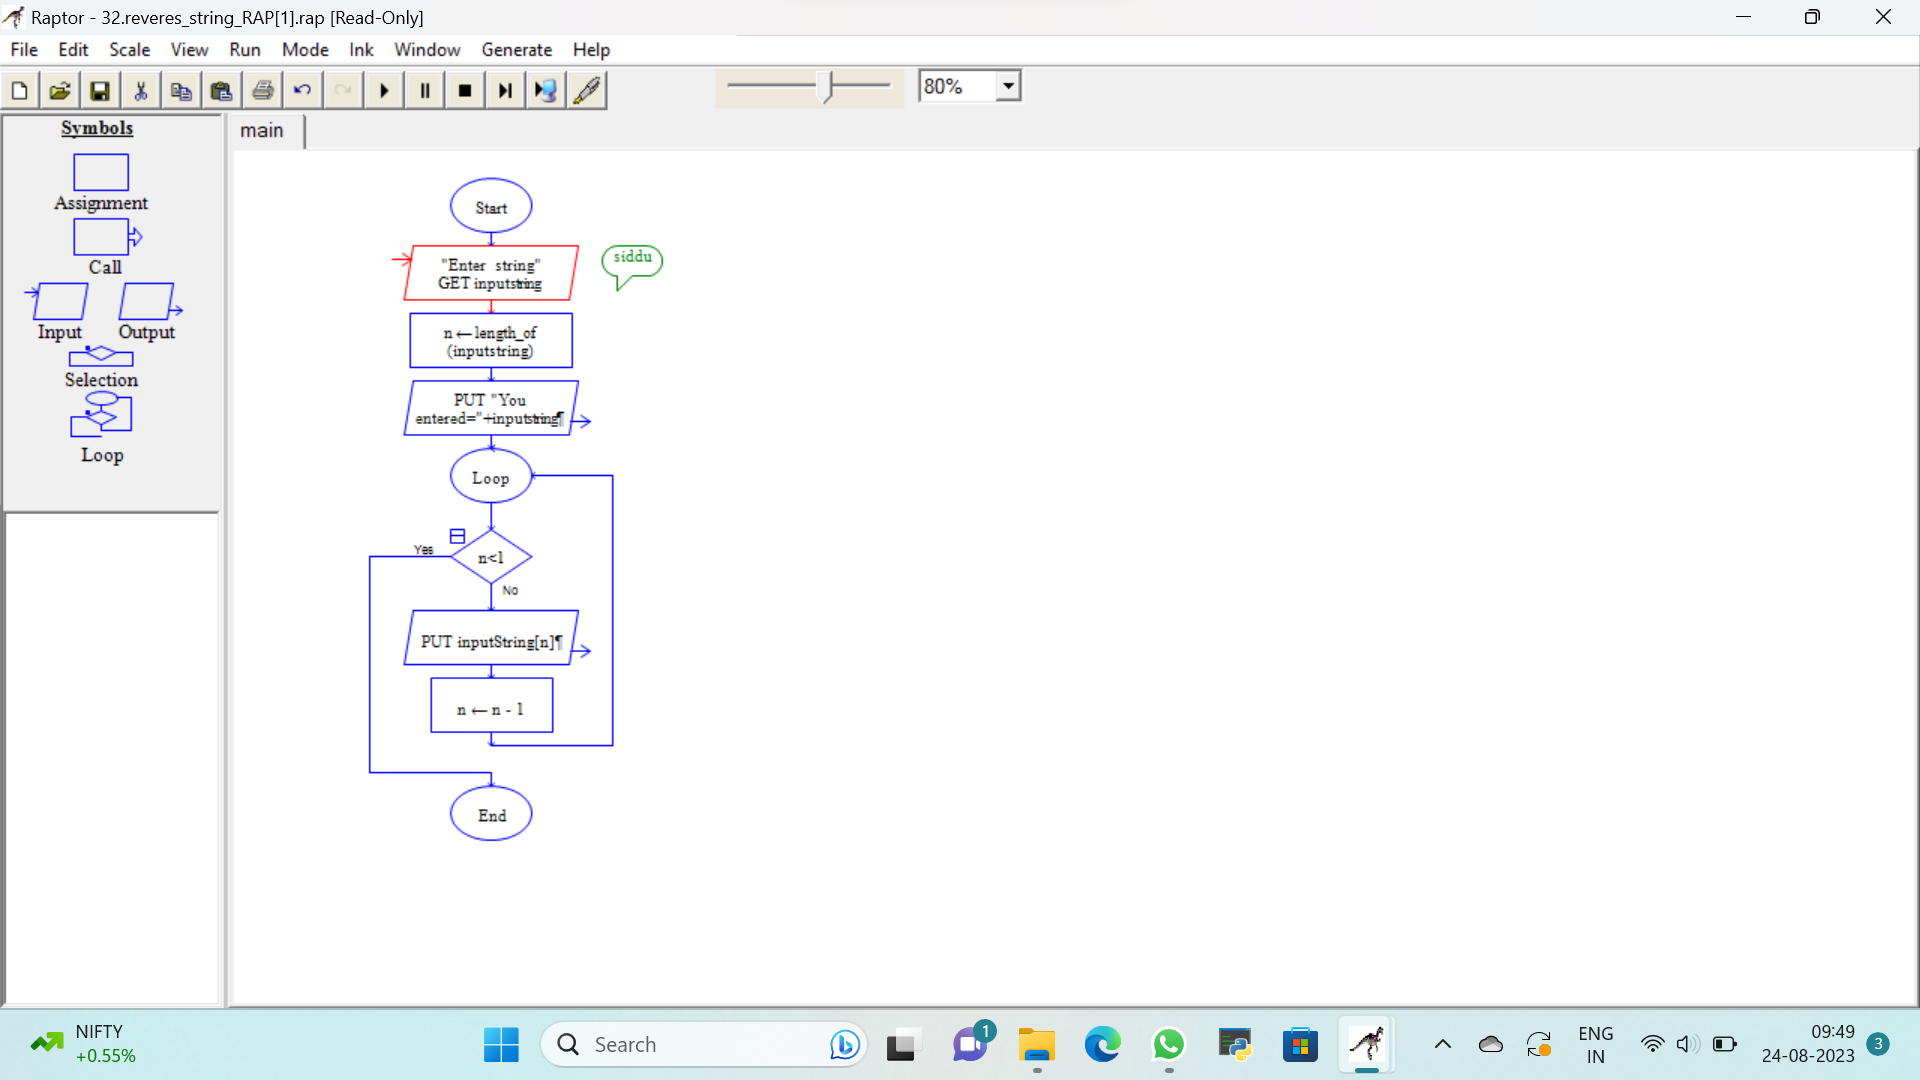 Raptor - 32.reveres_string_RAP[1].rap [Read-Only]
File Edit Scale View Run Mode Ink Window Generate Help
80%
Symbols
Assignment
Call
Input Output
Selection
Loop
main
Start
"Enter string"
GET inputstring
siddu
n←length_of
(inputstring)
PUT "You
entered="+inputstring¶
Loop
Yes
n<1
No
PUT inputString[n]¶
n ← n - 1
End
NIFTY
+0.55%
Search
1
ENG
IN
09:49
24-08-2023
3